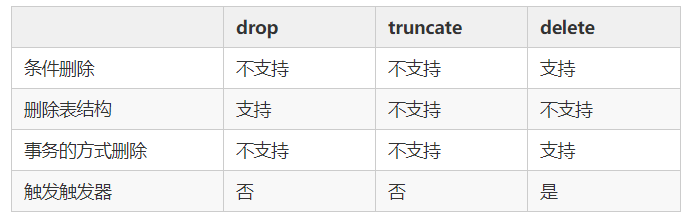 drop truncate delete
条件删除 不支持 不支持 支持
删除表结构 支持 不支持 不支持
事务的方式删除 不支持 不支持 支持
触发触发器 否 否 是